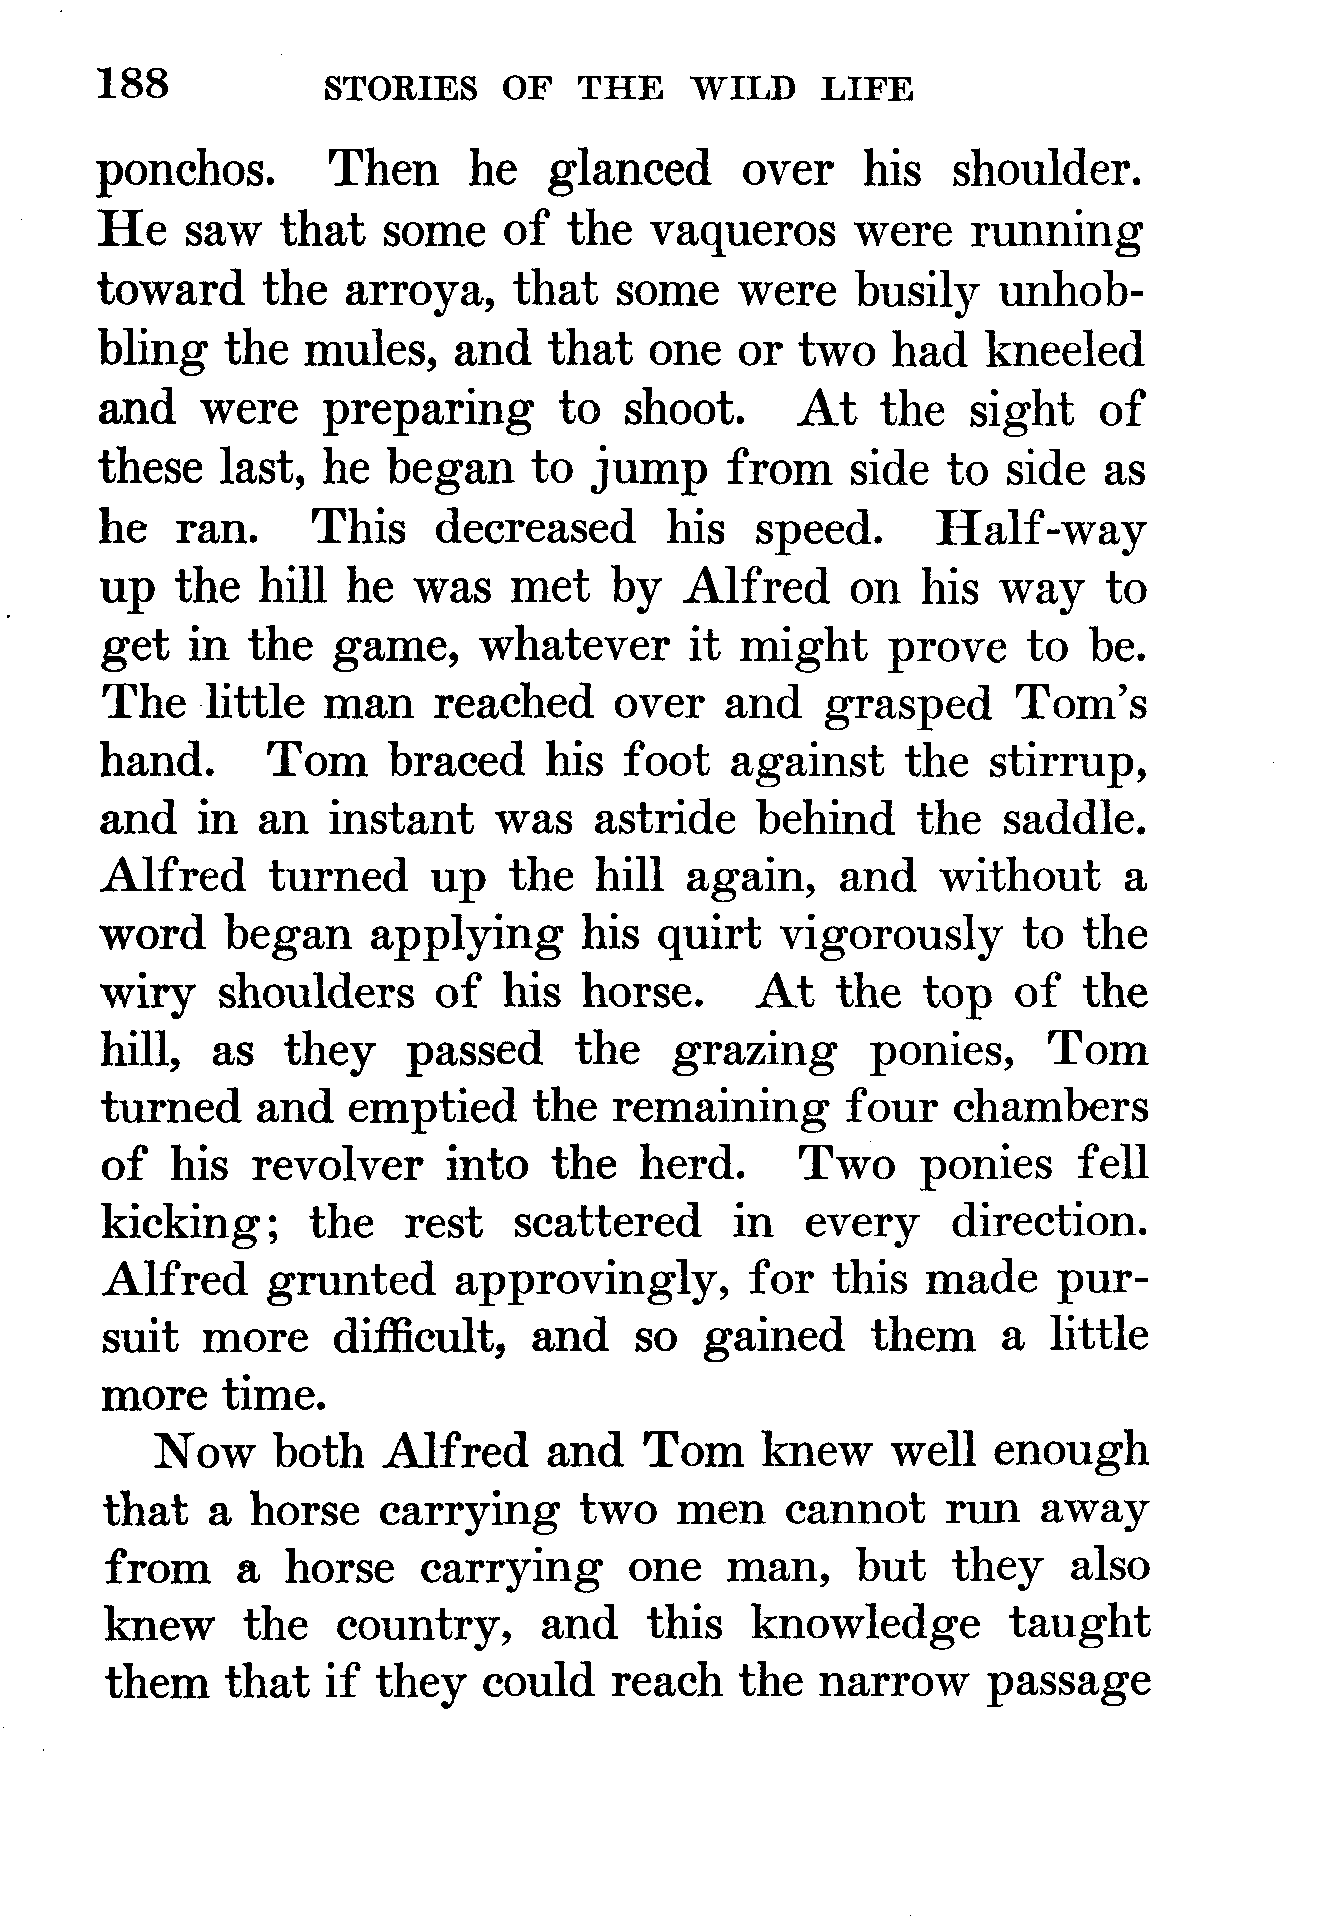 188 STORIES OF THE WILD LIFE
ponchos. Then he glanced over his shoulder.
He saw that some of the vaqueros were running
toward the arroya, that some were busily unhob-
bling the mules, and that one or two had kneeled
and were preparing to shoot. At the sight of
these last, he began to jump from side to side as
he ran. This decreased his speed. Half-way
up the hill he was met by Alfred on his way to
get in the game, whatever it might prove to be.
The little man reached over and grasped Tom's
hand. Tom braced his foot against the stirrup,
and in an instant was astride behind the saddle.
Alfred turned up the hill again, and without a
word began applying his quirt vigorously to the
wiry shoulders of his horse. At the top of the
hill, as they passed the grazing ponies, Tom
turned and emptied the remaining four chambers
of his revolver into the herd. Two ponies fell
kicking; the rest scattered in every direction.
Alfred grunted approvingly, for this made pur-
suit more difficult, and so gained them a little
more time.
Now both Alfred and Tom knew well enough
that a horse carrying two men cannot run away
from a horse carrying one man, but they also
knew the country, and this knowledge taught
them that if they could reach the narrow passage